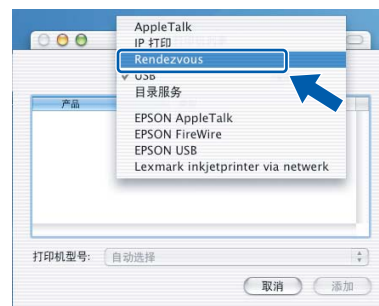 AppleTalk
IP 打印
Rendezvous
USB
目录服务
EPSON AppleTalk
EPSON FireWire
EPSON USB
Lexmark inkjetprinter via netwerk
产品
打印机型号: 自动选择
取消 添加